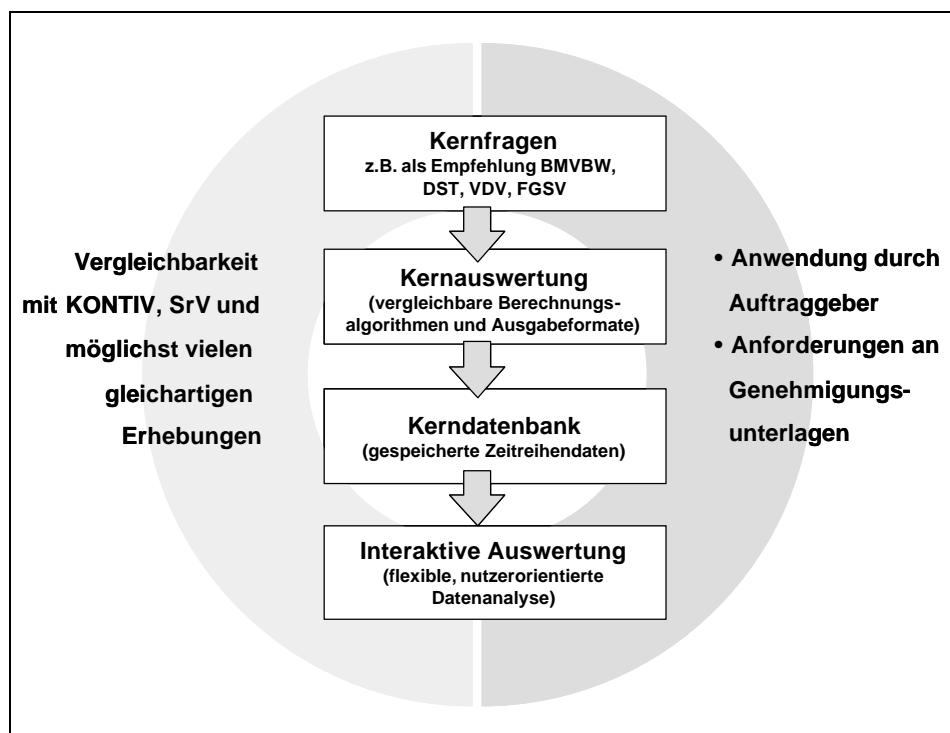 Kernfragen
z.B. als Empfehlung BMVBW,
DST, VDV, FGSV
Vergleichbarkeit
mit KONTIV, SrV und
möglichst vielen
gleichartigen
Erhebungen
Kernauswertung
(vergleichbare Berechnungs-
algorithmen und Ausgabeformate)
• Anwendung durch
Auftraggeber
• Anforderungen an
Genehmigungs-
unterlagen
Kerndatenbank
(gespeicherte Zeitreihendaten)
Interaktive Auswertung
(flexible, nutzerorientierte
Datenanalyse)